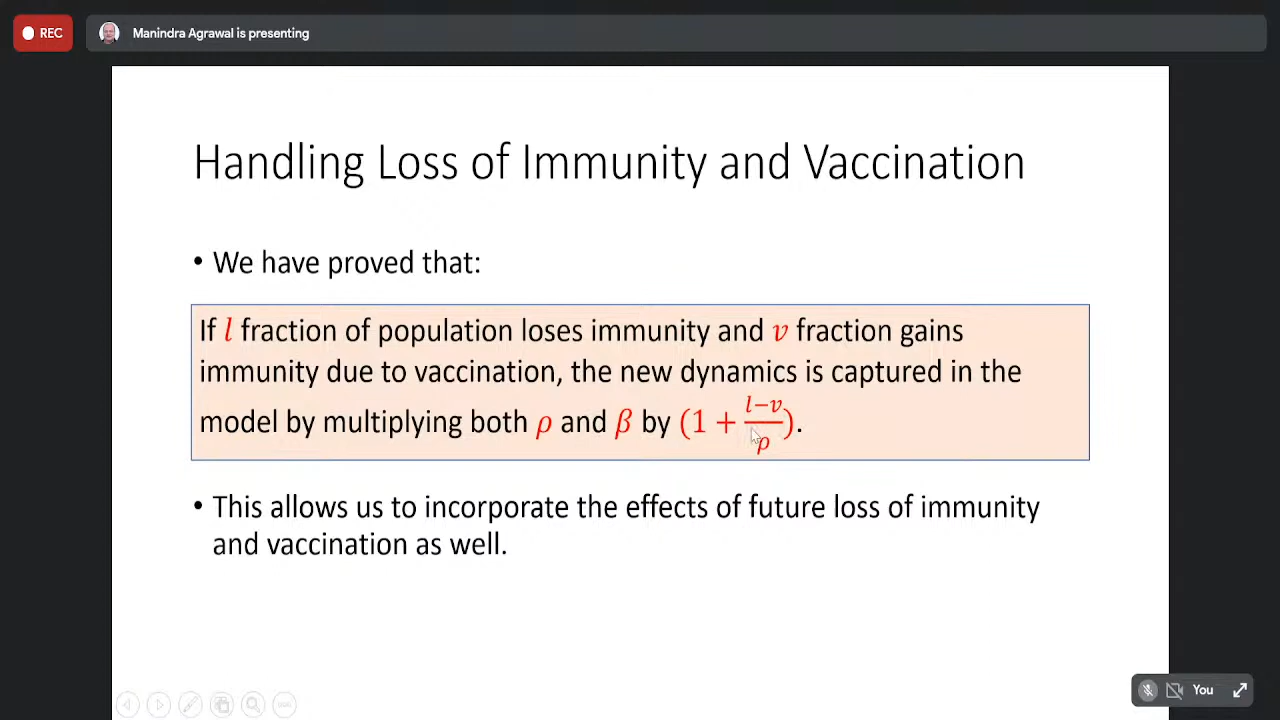 REC
Manindra Agrawal is presenting
Handling Loss of Immunity and Vaccination
• We have proved that:
If l fraction of population loses immunity and v fraction gains
immunity due to vaccination, the new dynamics is captured in the
model by multiplying both ρ and β by (1 + (l−v)/ρ).
• This allows us to incorporate the effects of future loss of immunity
and vaccination as well.
You